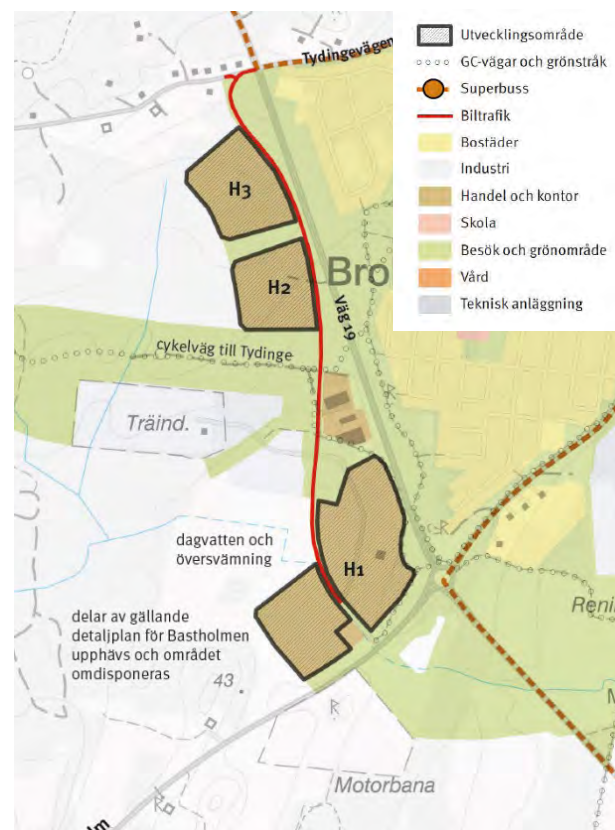 Utvecklingsområde
GC-vägar och grönstråk
Superbuss
Biltrafik
Bostäder
Industri
Handel och kontor
Skola
Besök och grönområde
Vård
Teknisk anläggning
Tydingevägen
H3
H2
Bro
Väg 19
cykelväg till Tydinge
Träind.
dagvatten och
översvämning
H1
delar av gällande
detaljplan för Bastholmen
upphävs och området
omdisponeras
43
R
R
R
R
Reni
M
Motorbana
lm